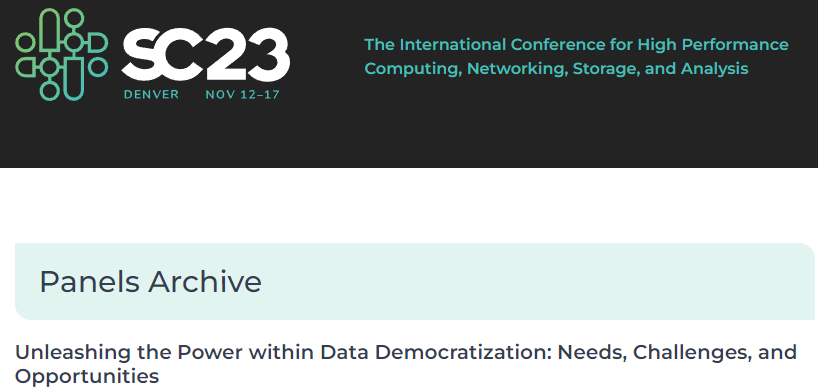 SC23
DENVER NOV 12–17
The International Conference for High Performance
Computing, Networking, Storage, and Analysis
Panels Archive
Unleashing the Power within Data Democratization: Needs, Challenges, and
Opportunities